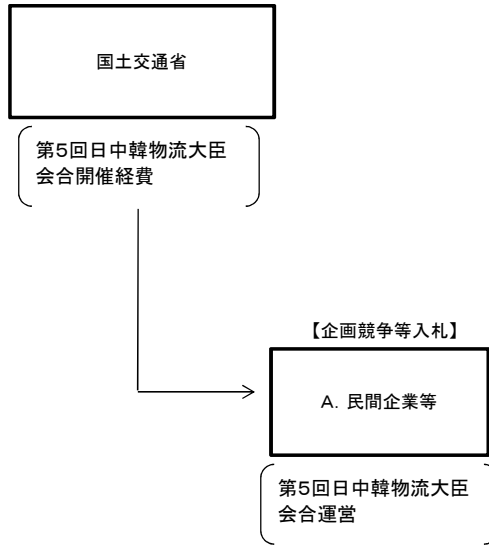 国土交通省
第5回日中韓物流大臣
会合開催経費
【企画競争等入札】
A．民間企業等
第5回日中韓物流大臣
会合運営